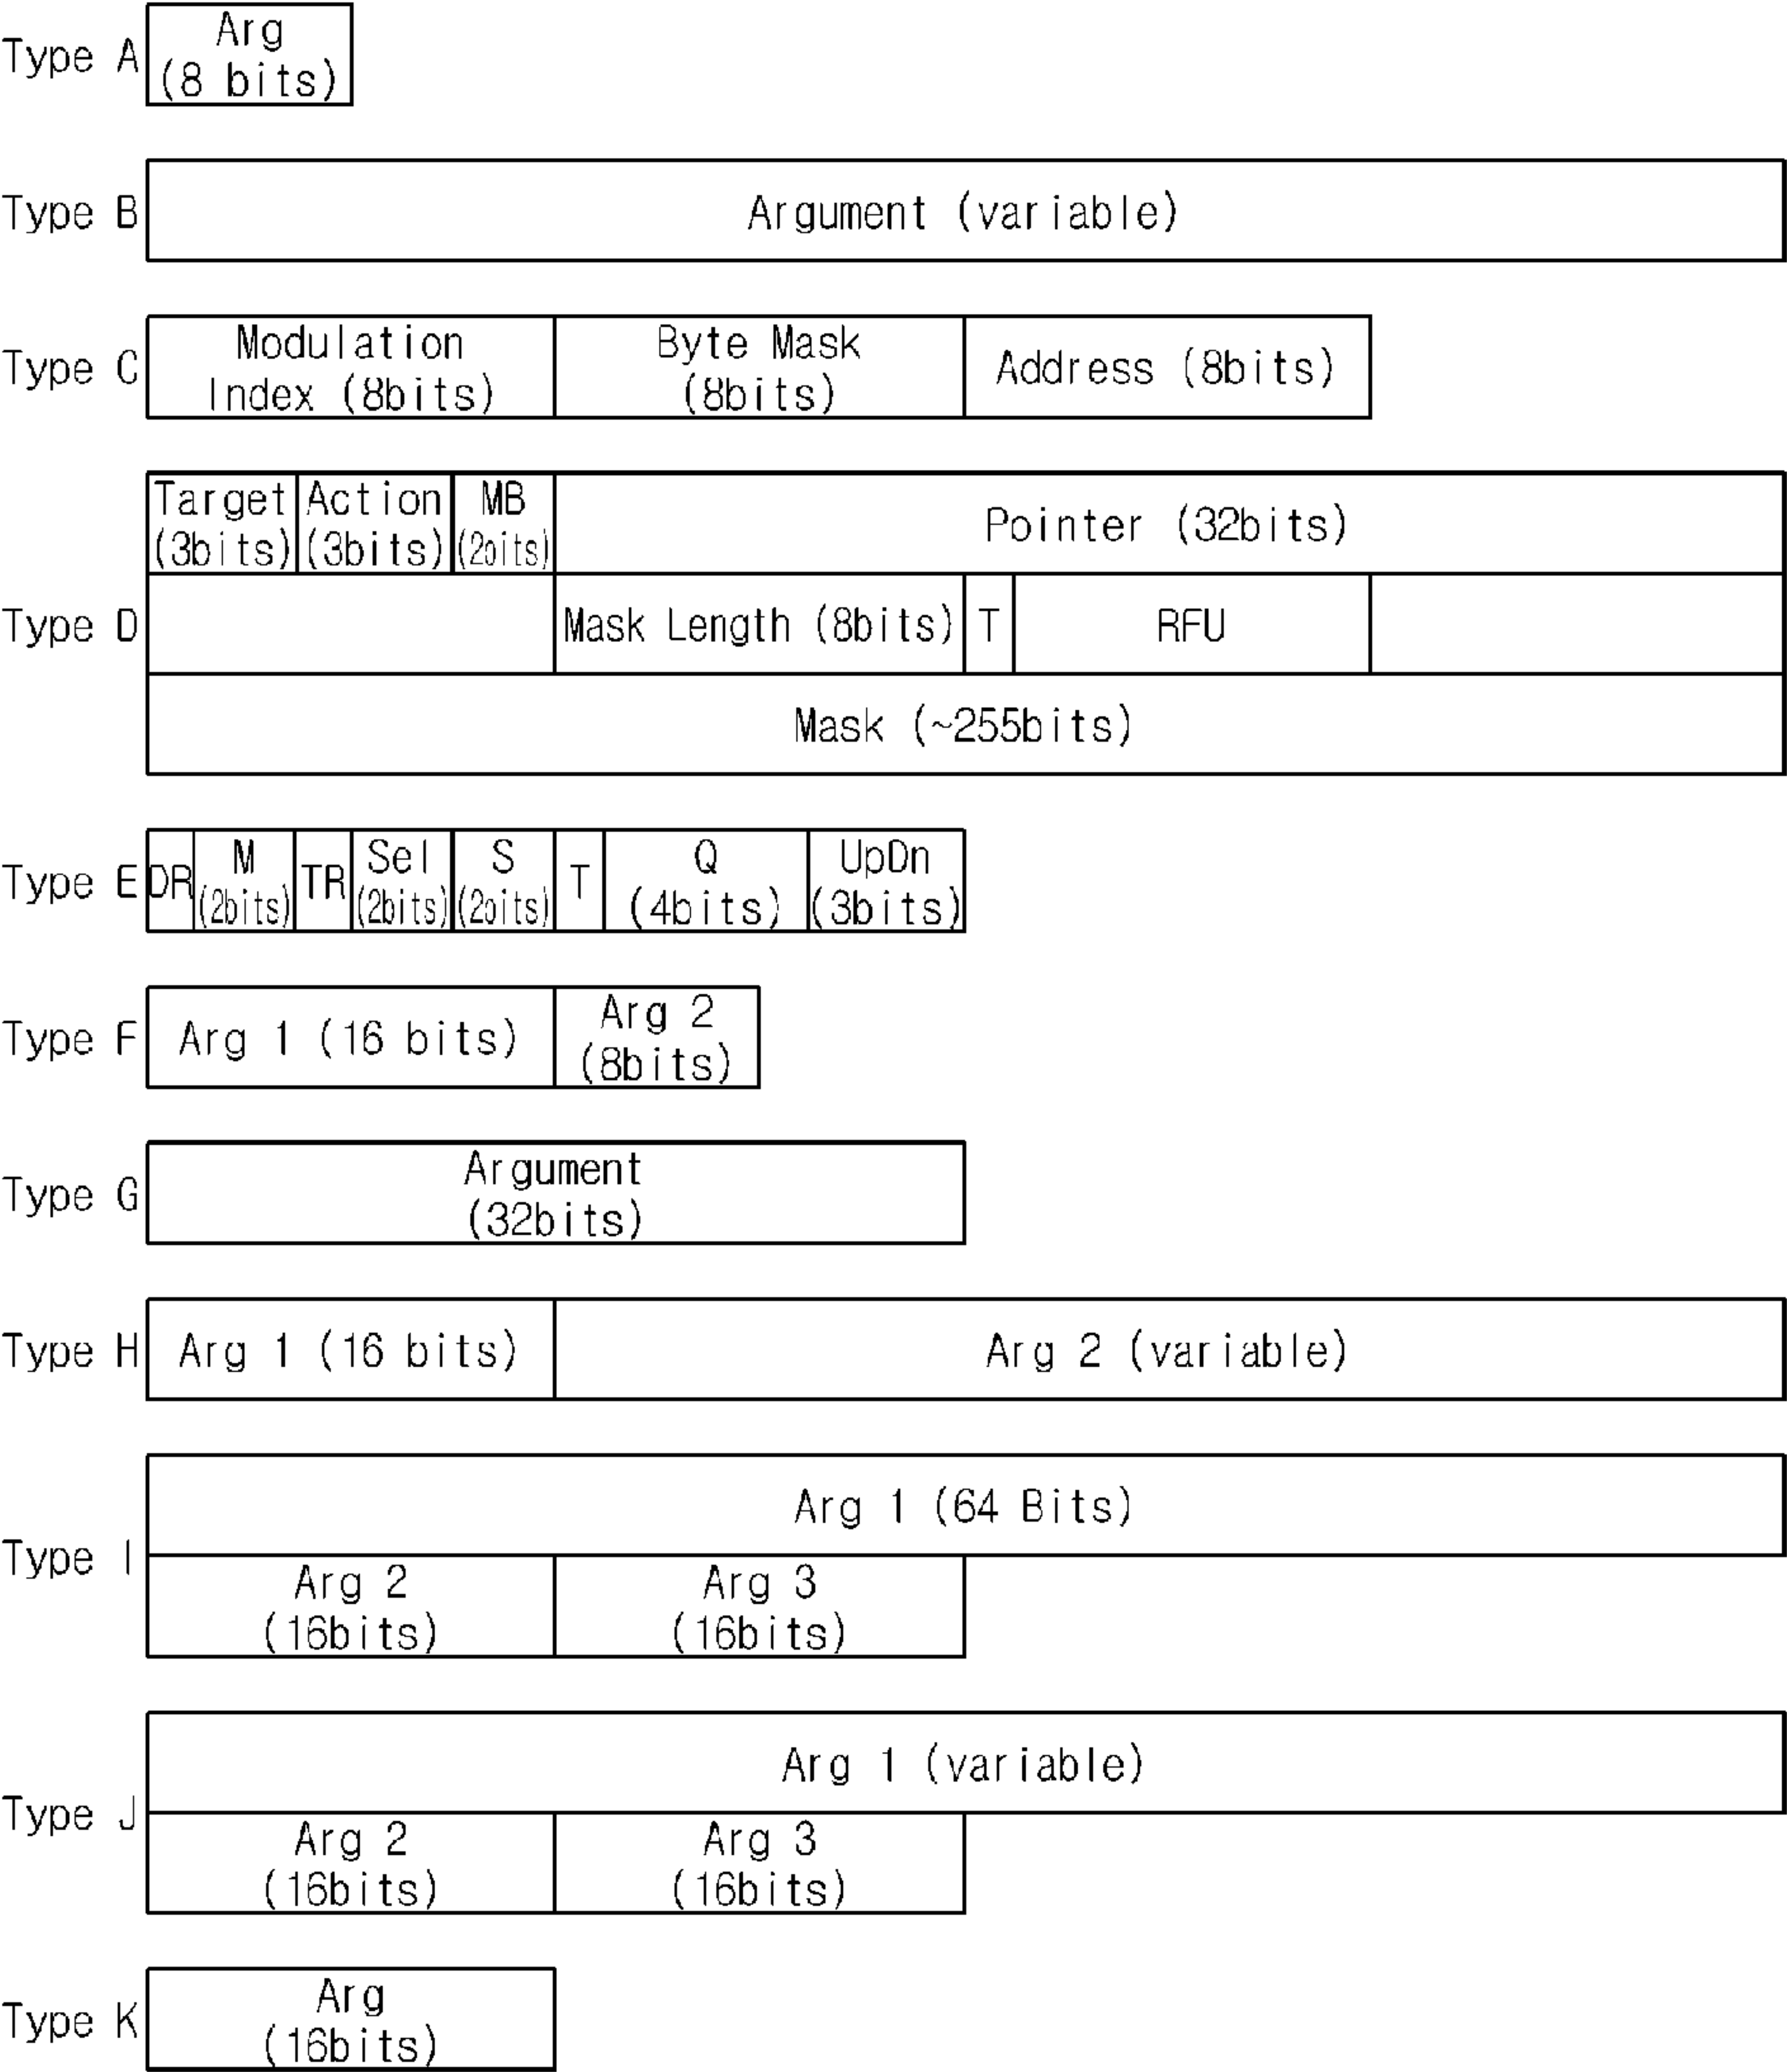 Type A
Arg
(8 bits)
Type B
Argument (variable)
Type C
Modulation
Index (8bits)
Byte Mask
(8bits)
Address (8bits)
Type D
Target
(3bits)
Action
(3bits)
MB
(2bits)
Pointer (32bits)
Mask Length (8bits)
T
RFU
Mask (~255bits)
Type E
DR
M
(2bits)
TR
Sel
(2bits)
S
(2bits)
T
Q
(4bits)
UpDn
(3bits)
Type F
Arg 1 (16 bits)
Arg 2
(8bits)
Type G
Argument
(32bits)
Type H
Arg 1 (16 bits)
Arg 2 (variable)
Type I
Arg 1 (64 Bits)
Arg 2
(16bits)
Arg 3
(16bits)
Type J
Arg 1 (variable)
Arg 2
(16bits)
Arg 3
(16bits)
Type K
Arg
(16bits)